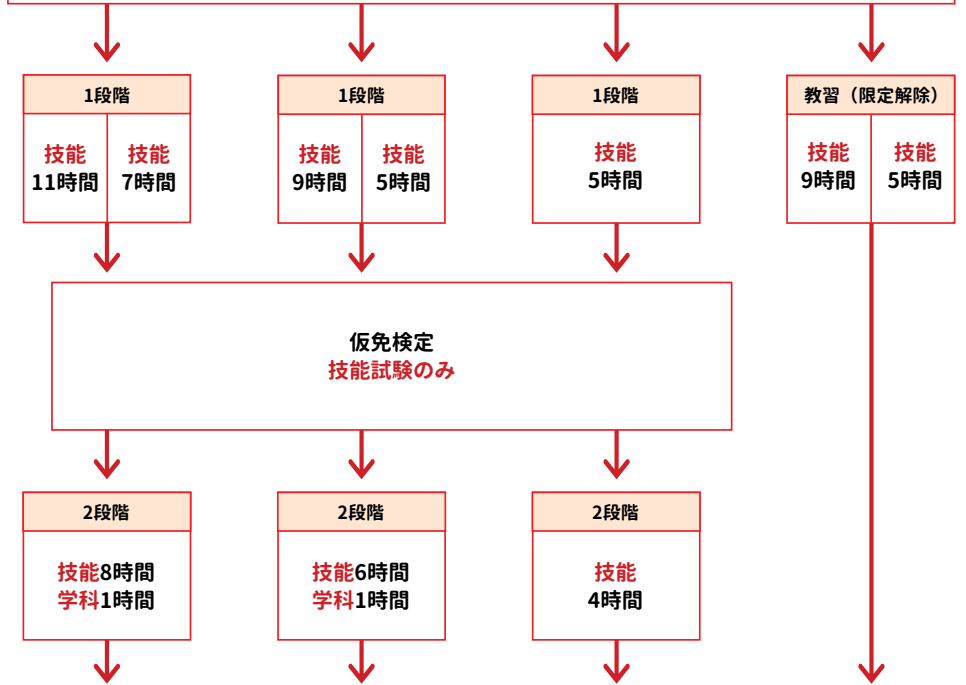 1段階
技能
11時間
技能
7時間
1段階
技能
9時間
技能
5時間
1段階
技能
5時間
教習（限定解除）
技能
9時間
技能
5時間
仮免検定
技能試験のみ
2段階
技能8時間
学科1時間
2段階
技能6時間
学科1時間
2段階
技能
4時間